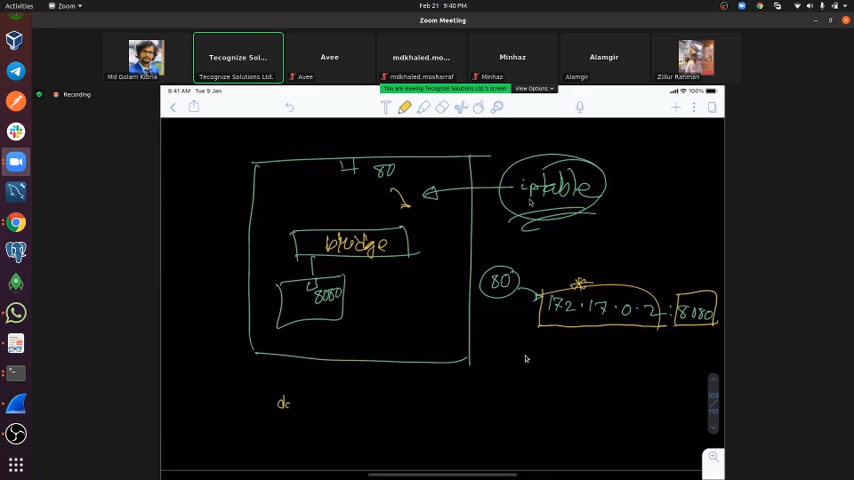 Activities
Zoom
Feb 21 9:40 PM
Zoom Meeting
Tecognize Sol...
Avee
mdkhaled.mo...
Minhaz
Alamgir
Md Golam Kibria
Tecognize Solutions Ltd.
Avee
mdkhaled.mosharraf
Minhaz
Alamgir
Zillur Rahman
Recording
You are viewing Tecognize Solutions Ltd.'s screen
View Options
9:41 AM Tue 9 Jan
100%
80
iptable
bridge
8080
80
172.17.0.2:8080
dc
109
/
110